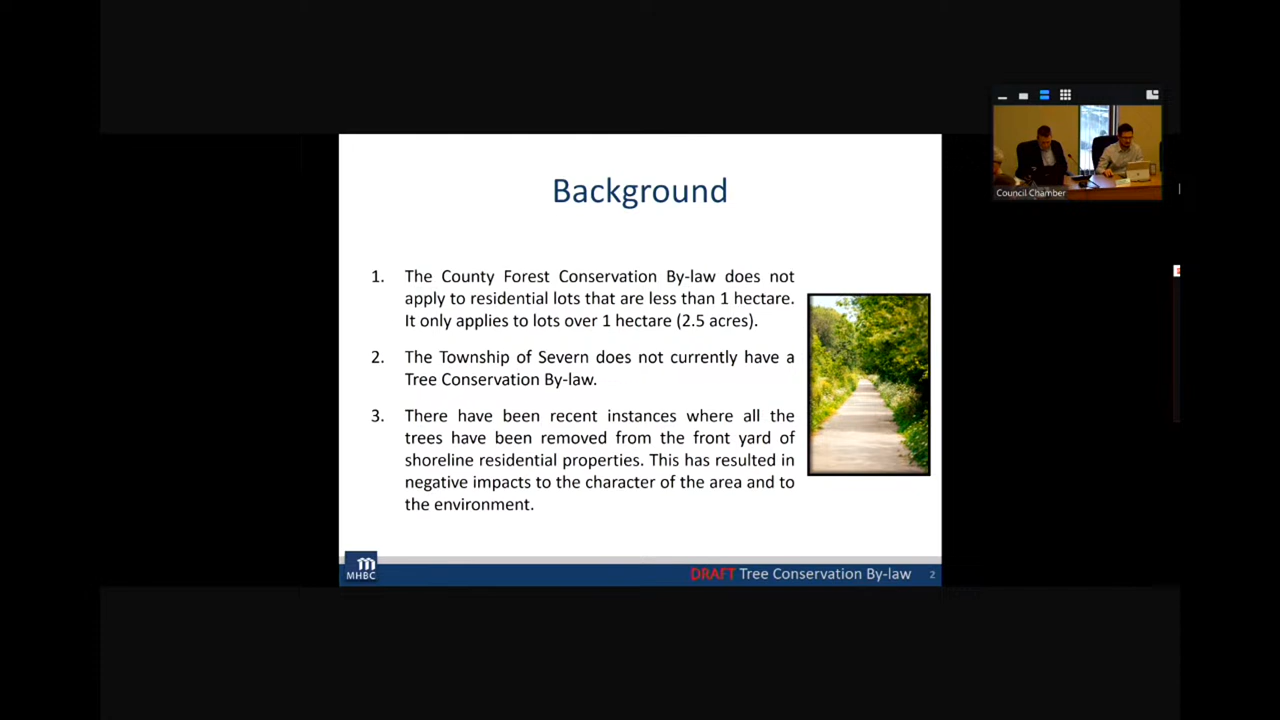 Council Chamber
Background
1. The County Forest Conservation By-law does not
apply to residential lots that are less than 1 hectare.
It only applies to lots over 1 hectare (2.5 acres).
2. The Township of Severn does not currently have a
Tree Conservation By-law.
3. There have been recent instances where all the
trees have been removed from the front yard of
shoreline residential properties. This has resulted in
negative impacts to the character of the area and to
the environment.
MHBC
DRAFT Tree Conservation By-law 2